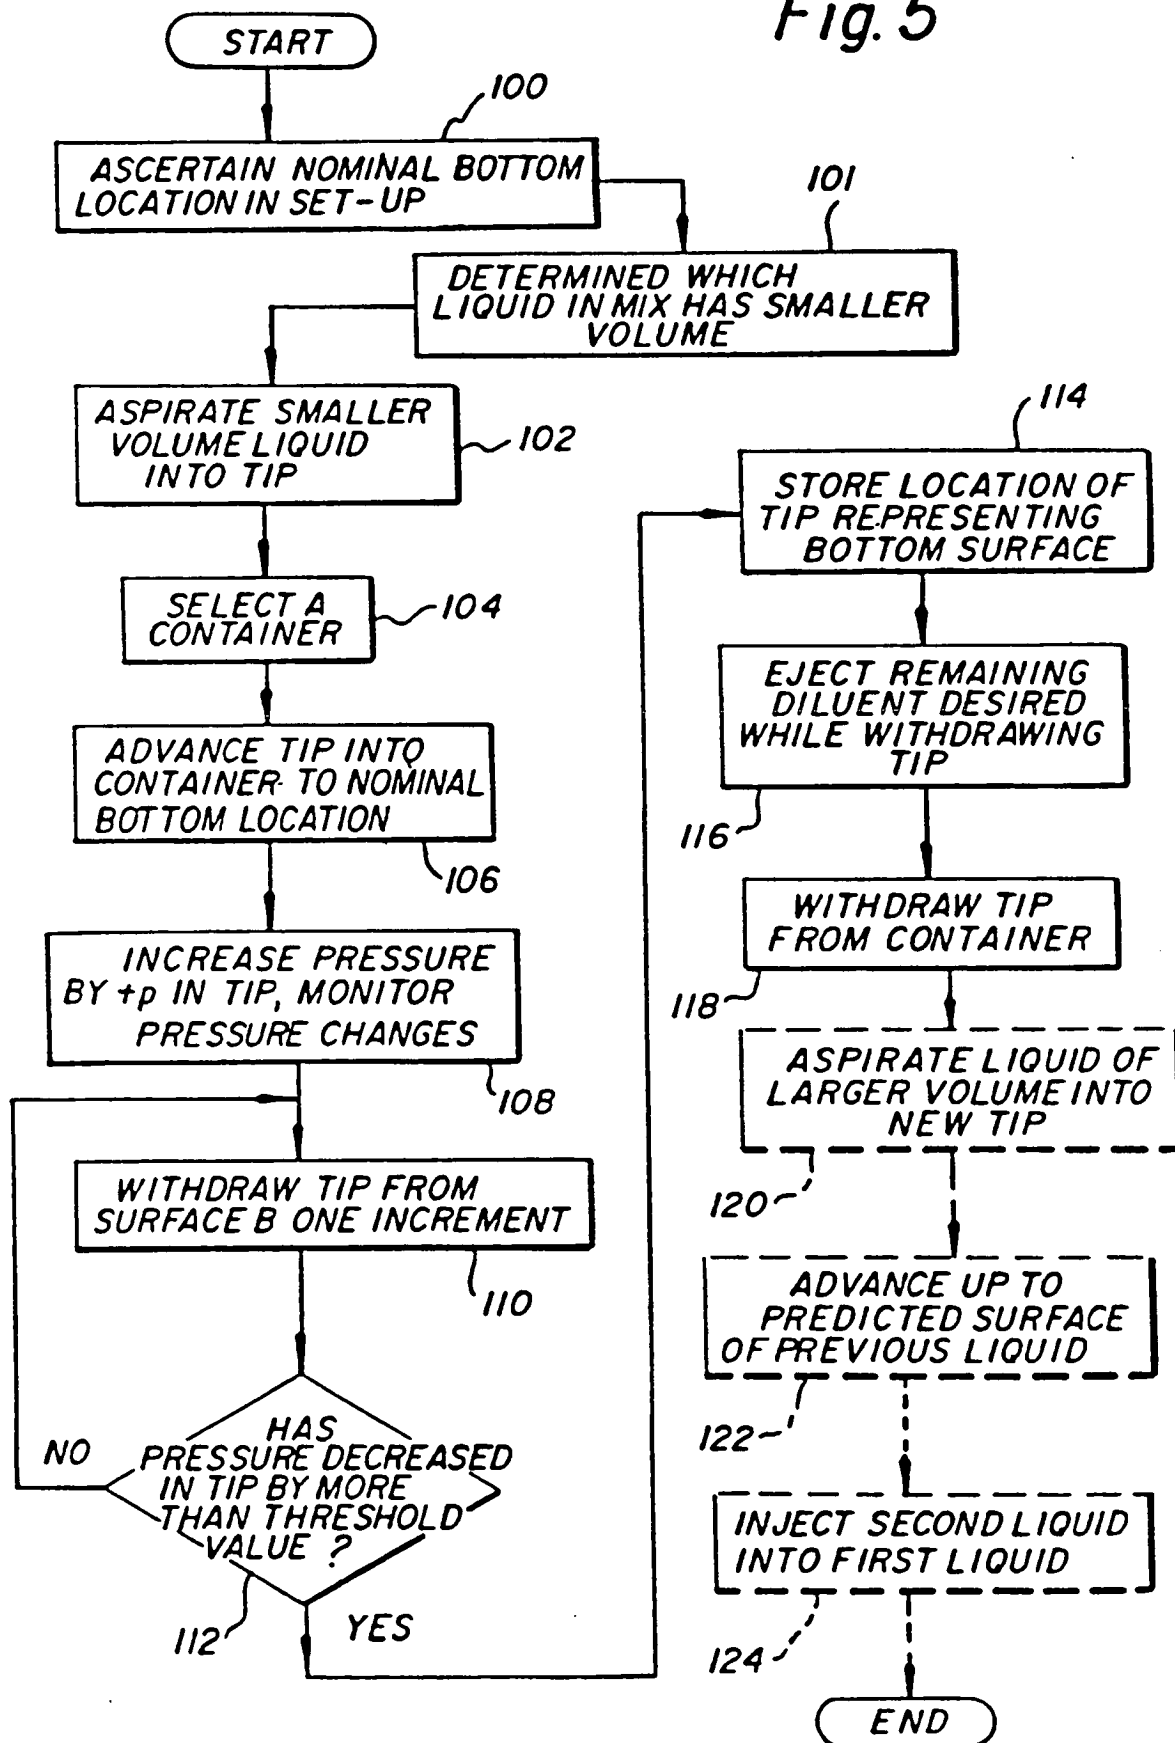 Fig. 5
START
100
ASCERTAIN NOMINAL BOTTOM
LOCATION IN SET-UP
101
DETERMINED WHICH
LIQUID IN MIX HAS SMALLER
VOLUME
ASPIRATE SMALLER
VOLUME LIQUID
INTO TIP
102
SELECT A
CONTAINER
104
ADVANCE TIP INTO
CONTAINER TO NOMINAL
BOTTOM LOCATION
106
INCREASE PRESSURE
BY +p IN TIP, MONITOR
PRESSURE CHANGES
108
WITHDRAW TIP FROM
SURFACE B ONE INCREMENT
110
HAS
PRESSURE DECREASED
IN TIP BY MORE
THAN THRESHOLD
VALUE ?
NO
112
YES
114
STORE LOCATION OF
TIP REPRESENTING
BOTTOM SURFACE
EJECT REMAINING
DILUENT DESIRED
WHILE WITHDRAWING
TIP
116
WITHDRAW TIP
FROM CONTAINER
118
ASPIRATE LIQUID OF
LARGER VOLUME INTO
NEW TIP
120
ADVANCE UP TO
PREDICTED SURFACE
OF PREVIOUS LIQUID
122
INJECT SECOND LIQUID
INTO FIRST LIQUID
124
END